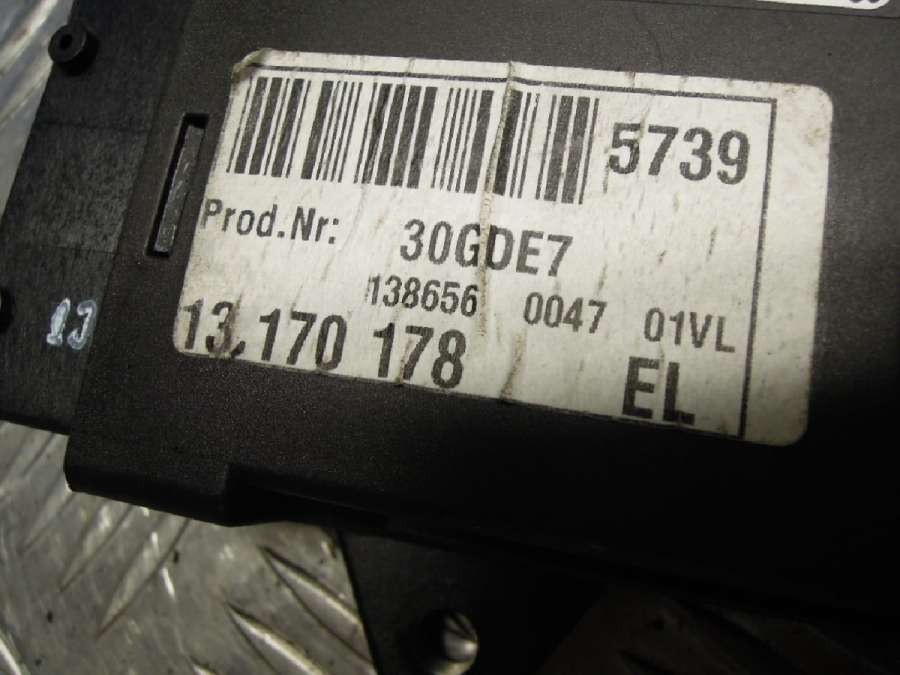 5739
Prod.Nr: 30GDE7
138656 0047 01VL
13.170 178 EL